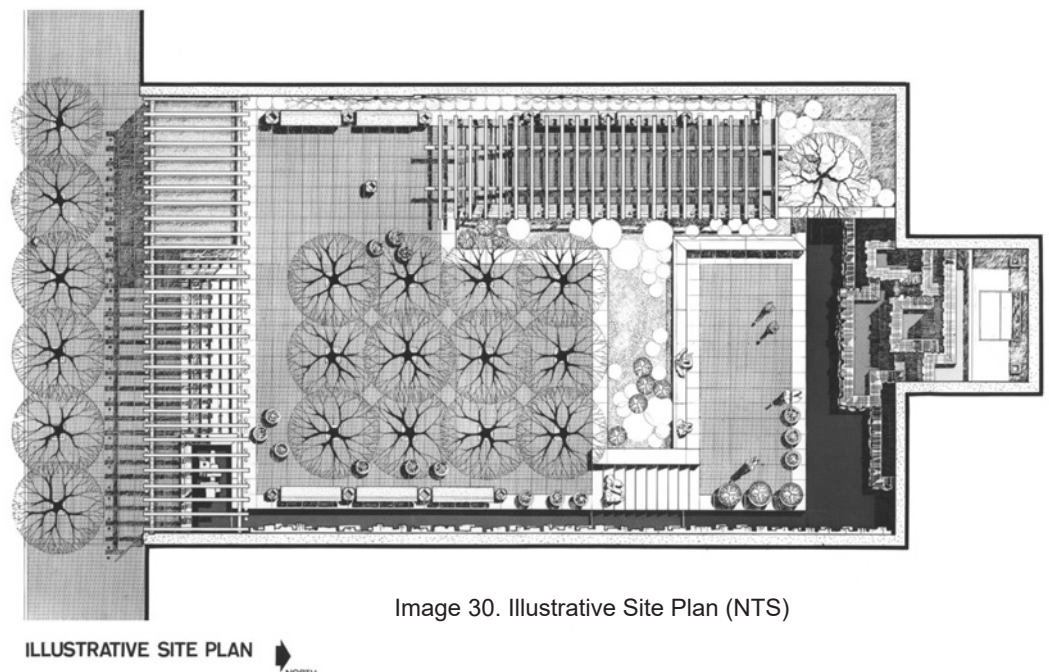 Image 30. Illustrative Site Plan (NTS)
ILLUSTRATIVE SITE PLAN
NORTH